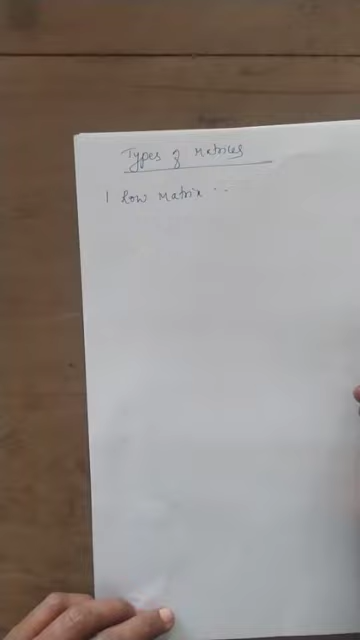 Types of Matrices
1 Row Matrix :-